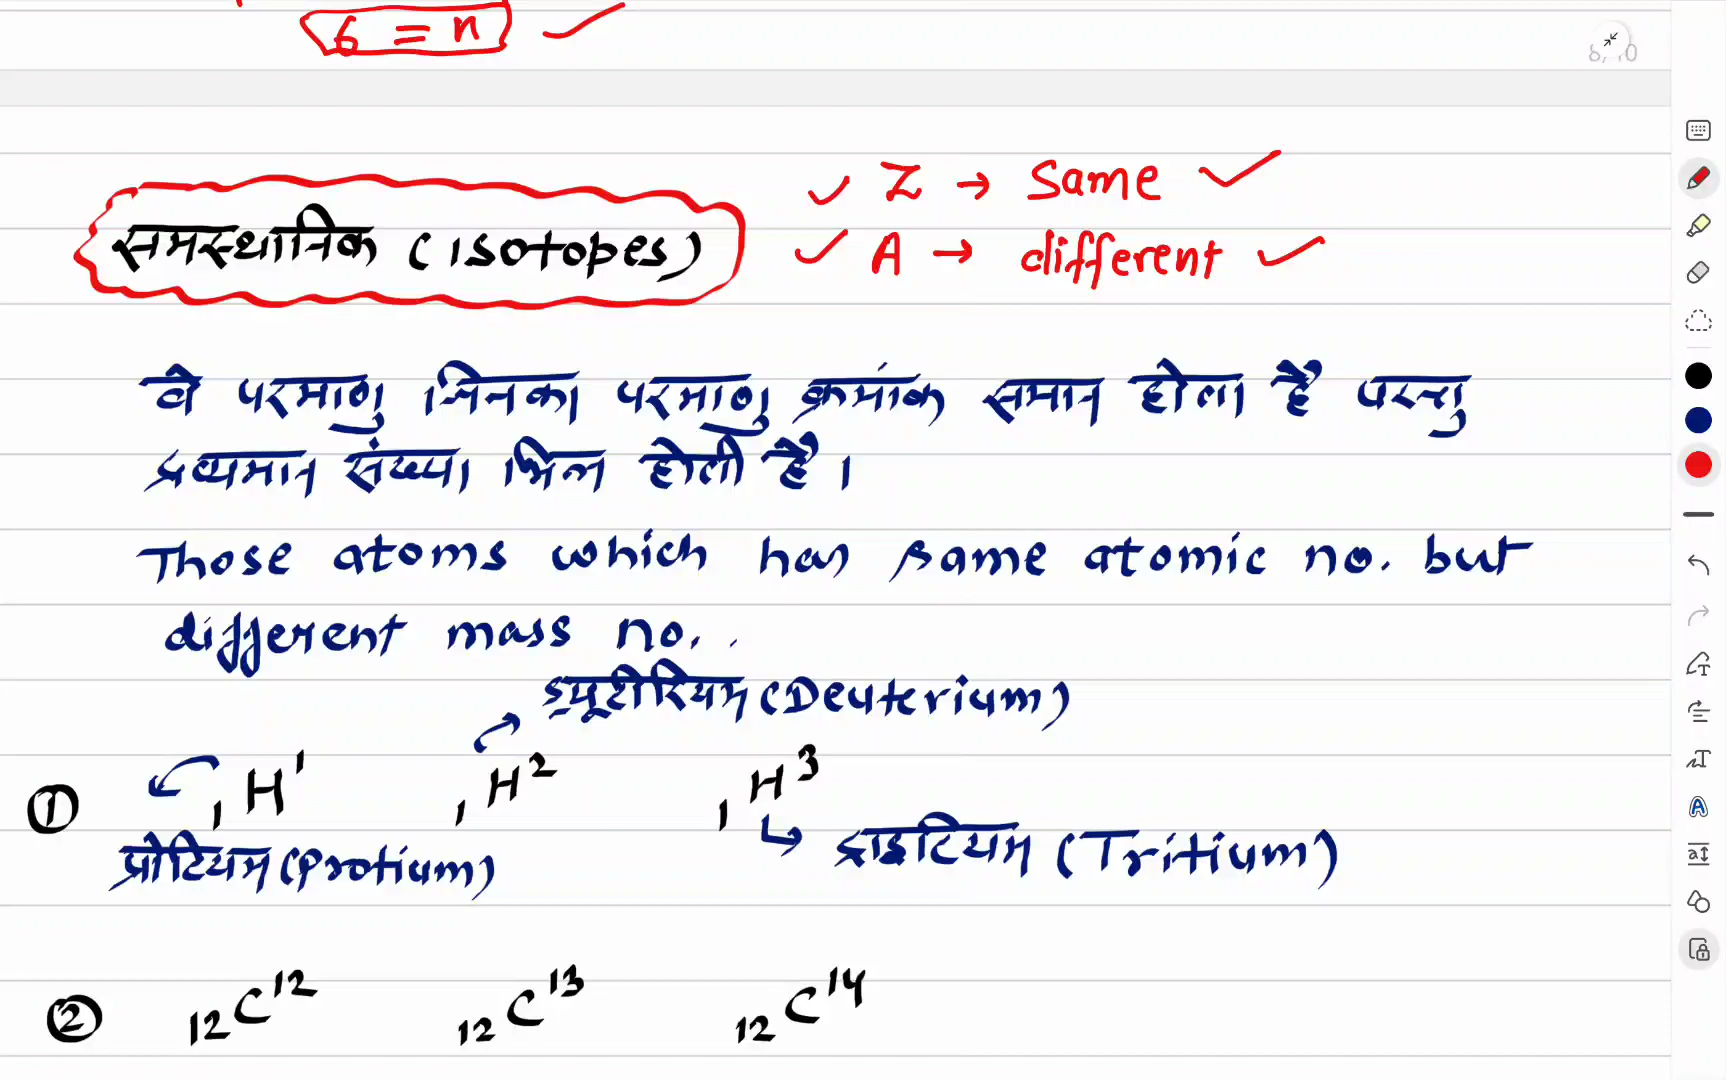 6 = n
✓ Z → Same ✓
समस्थानिक (Isotopes)
✓ A → different ✓
वे परमाणु जिनका परमाणु क्रमांक समान होता है परन्तु
द्रव्यमान संख्या भिन्न होती है।
Those atoms which has same atomic no. but
different mass no..
ड्यूटीरियम (Deuterium)
① ₁H¹ ₁H² ₁H³
प्रोटियम (Protium) ट्राइटियम (Tritium)
② ₁₂C¹² ₁₂C¹³ ₁₂C¹⁴